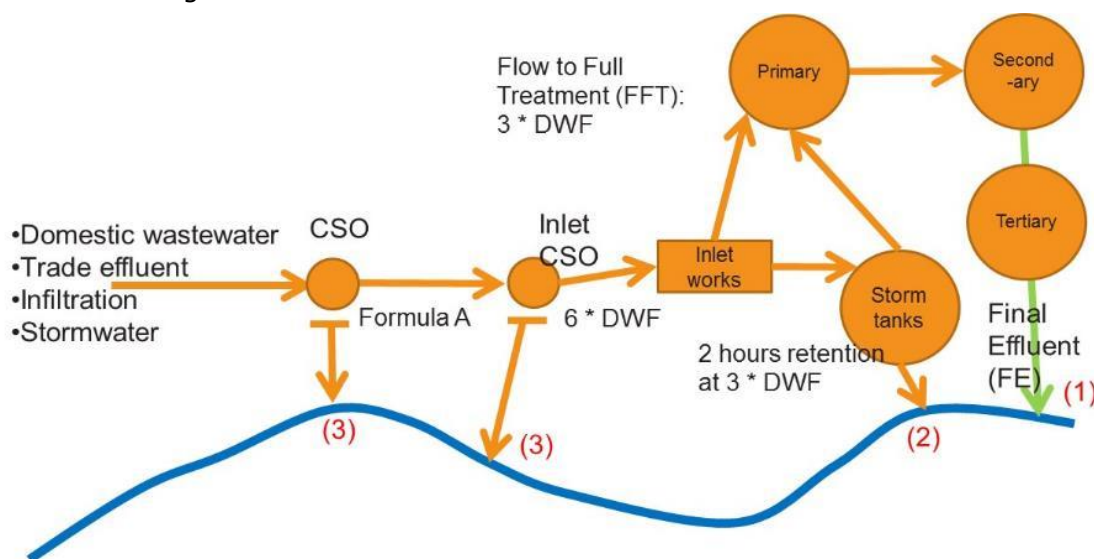 Flow to Full
Treatment (FFT):
3 * DWF
Primary
Second
-ary
Tertiary
•Domestic wastewater
•Trade effluent
•Infiltration
•Stormwater
CSO
Formula A
Inlet
CSO
6 * DWF
Inlet
works
Storm
tanks
2 hours retention
at 3 * DWF
Final
Effluent
(FE)
(1)
(2)
(3)
(3)